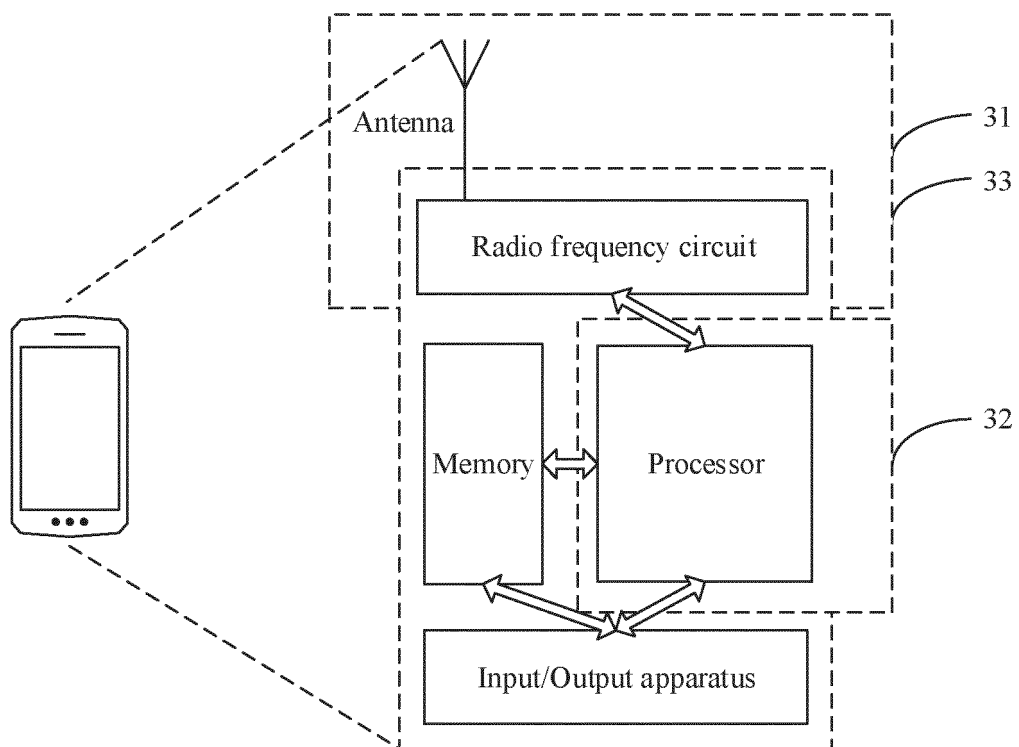 Antenna
31
33
Radio frequency circuit
Memory
Processor
32
Input/Output apparatus